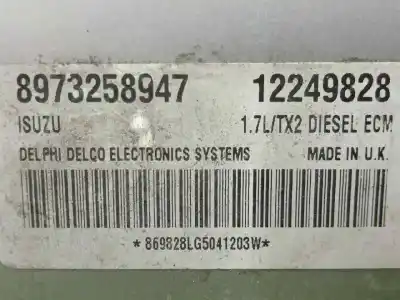 8973258947 12249828
ISUZU 1.7L/TX2 DIESEL ECM
DELPHI DELCO ELECTRONICS SYSTEMS MADE IN U.K.
*869828LG5041203W*